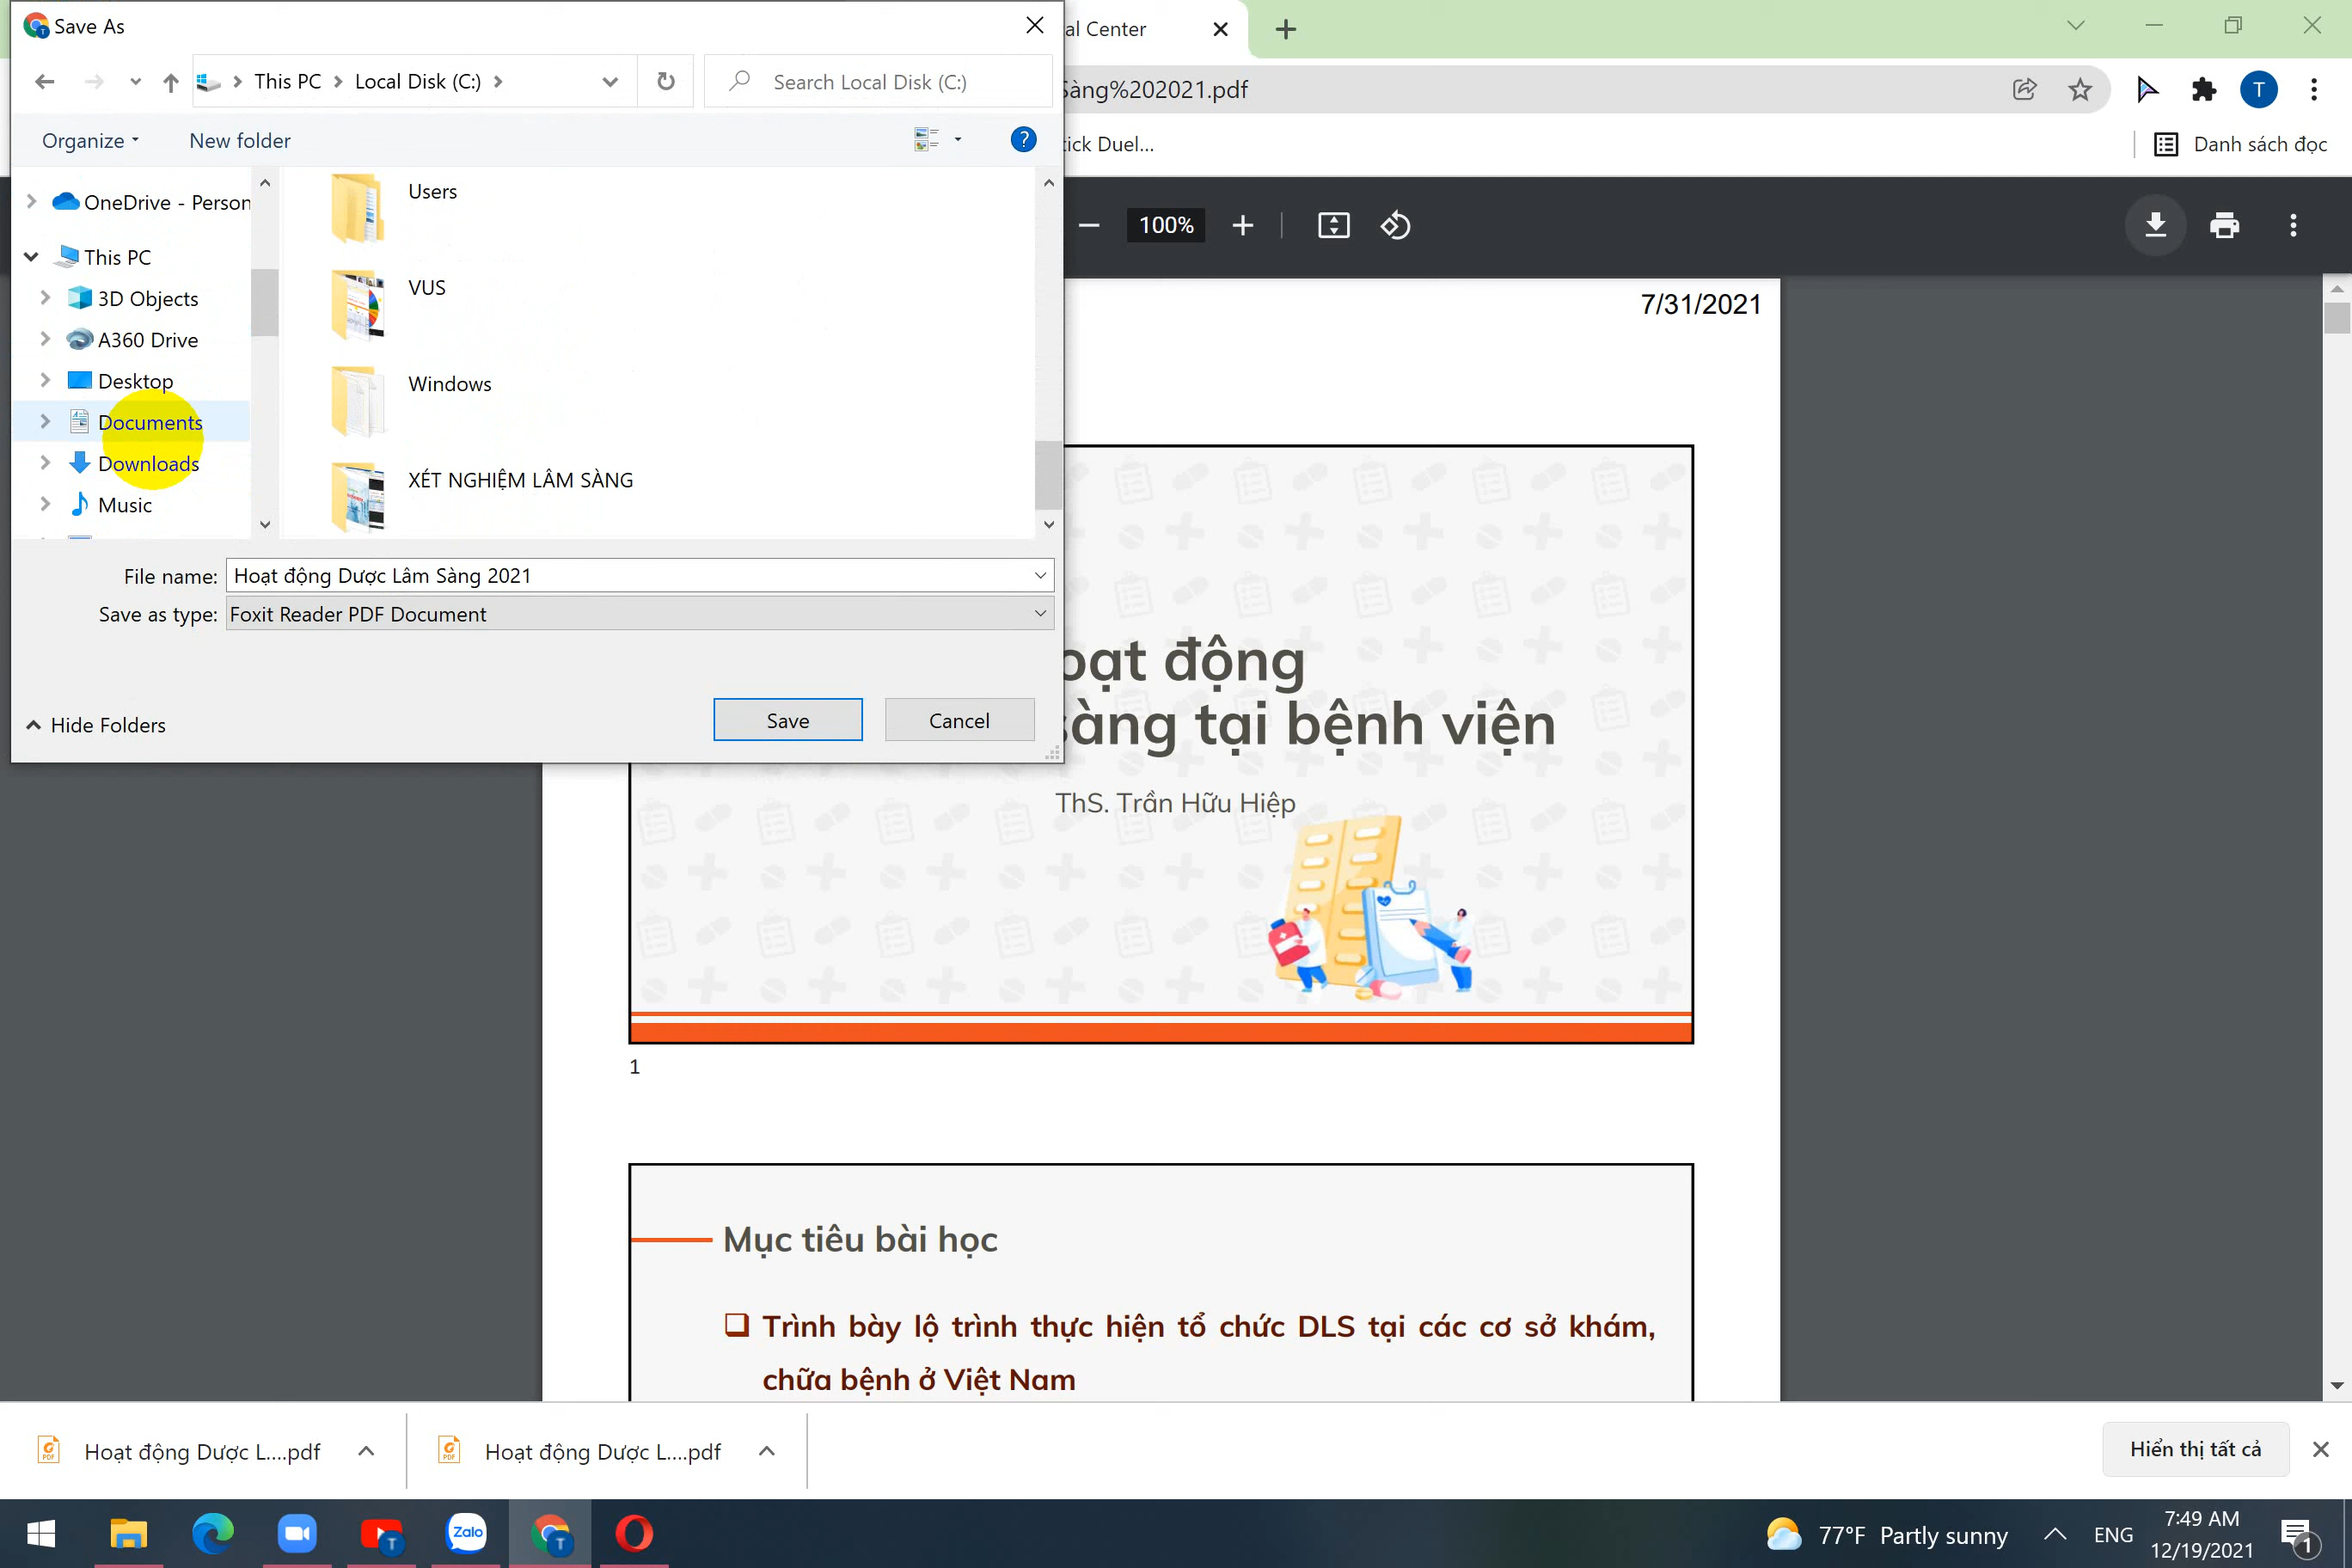 Save As
al Center
This PC
Local Disk (C:)
Search Local Disk (C:)
Sàng%202021.pdf
T
Organize
New folder
?
tick Duel...
Danh sách đọc
OneDrive - Person
This PC
3D Objects
A360 Drive
Desktop
Documents
Downloads
Music
Users
VUS
Windows
XÉT NGHIỆM LÂM SÀNG
100%
File name:
Hoạt động Dược Lâm Sàng 2021
Save as type:
Foxit Reader PDF Document
Hide Folders
Save
Cancel
7/31/2021
oạt động
sàng tại bệnh viện
ThS. Trần Hữu Hiệp
1
Mục tiêu bài học
Trình bày lộ trình thực hiện tổ chức DLS tại các cơ sở khám,
chữa bệnh ở Việt Nam
Hoạt động Dược L....pdf
Hoạt động Dược L....pdf
Hiển thị tất cả
Zalo
77°F Partly sunny
ENG
7:49 AM
12/19/2021
1